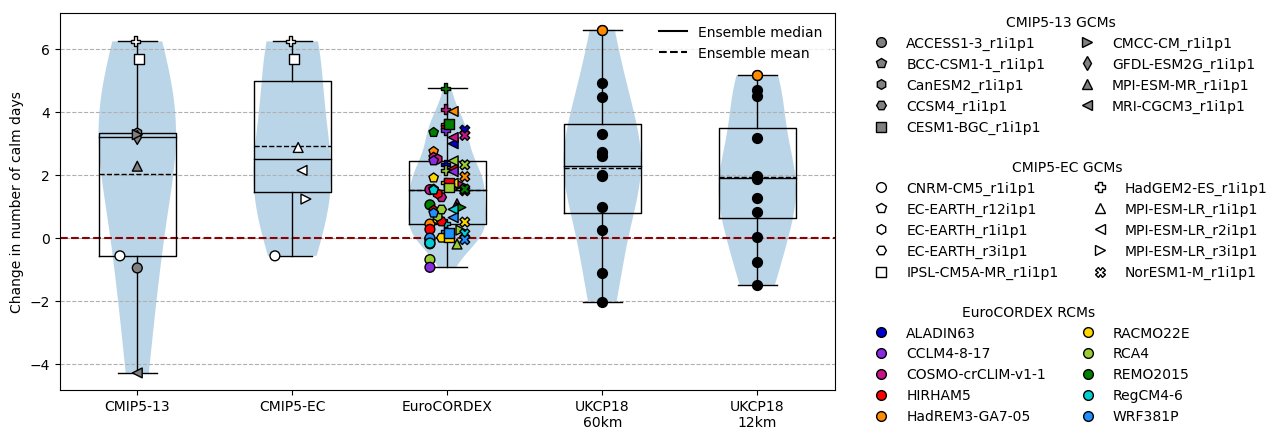 Change in number of calm days
6
4
2
0
−2
−4
Ensemble median
Ensemble mean
CMIP5-13
CMIP5-EC
EuroCORDEX
UKCP18
60km
UKCP18
12km
CMIP5-13 GCMs
ACCESS1-3_r1i1p1
BCC-CSM1-1_r1i1p1
CanESM2_r1i1p1
CCSM4_r1i1p1
CESM1-BGC_r1i1p1
CMCC-CM_r1i1p1
GFDL-ESM2G_r1i1p1
MPI-ESM-MR_r1i1p1
MRI-CGCM3_r1i1p1
CMIP5-EC GCMs
CNRM-CM5_r1i1p1
EC-EARTH_r12i1p1
EC-EARTH_r1i1p1
EC-EARTH_r3i1p1
IPSL-CM5A-MR_r1i1p1
HadGEM2-ES_r1i1p1
MPI-ESM-LR_r1i1p1
MPI-ESM-LR_r2i1p1
MPI-ESM-LR_r3i1p1
NorESM1-M_r1i1p1
EuroCORDEX RCMs
ALADIN63
CCLM4-8-17
COSMO-crCLIM-v1-1
HIRHAM5
HadREM3-GA7-05
RACMO22E
RCA4
REMO2015
RegCM4-6
WRF381P